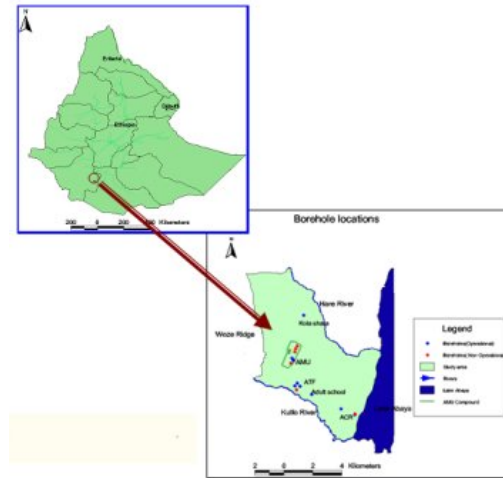 N
Eritrea
Djibouti
Ethiopia
200 0 200 Kilometers
Borehole locations
N
Hare River
Kola shara
Weze Ridge
AMU
ATF
Adult school
Kulfo River
ACR
Abaya
2 0 2 4 Kilometers
Legend
Borehole(Operational)
Borehole(Non Operational)
Study area
Rivers
Lake Abaya
AMU Compound